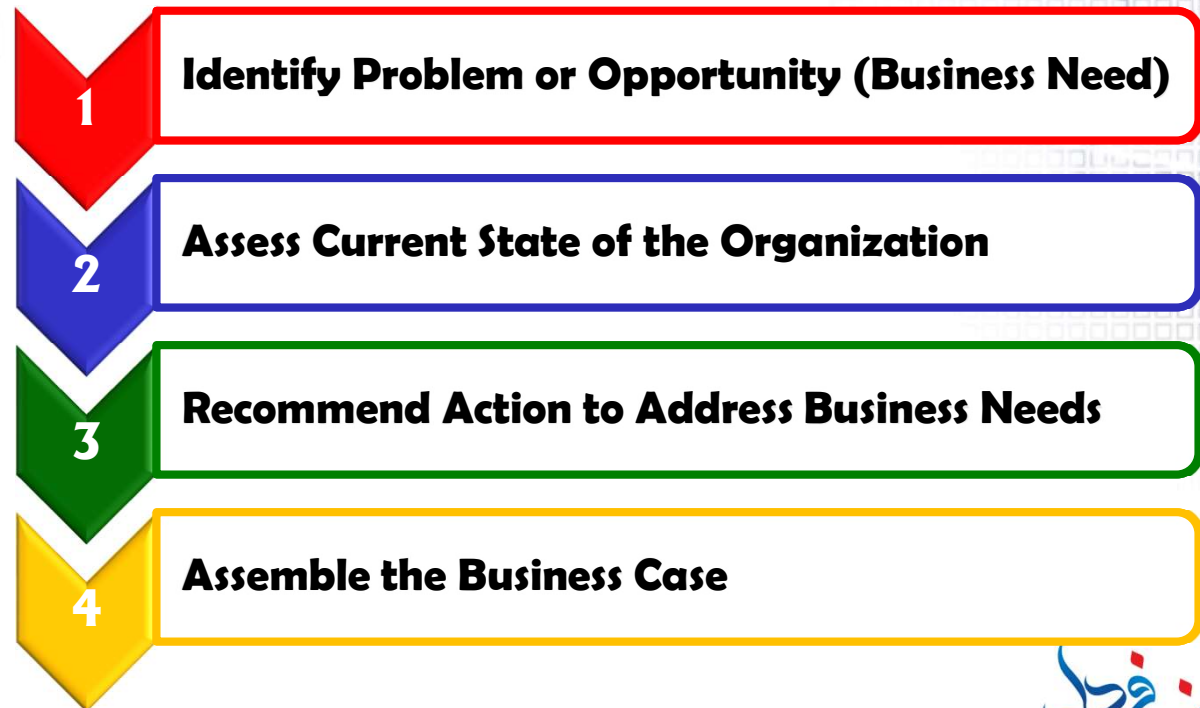 1
Identify Problem or Opportunity (Business Need)
2
Assess Current State of the Organization
3
Recommend Action to Address Business Needs
4
Assemble the Business Case